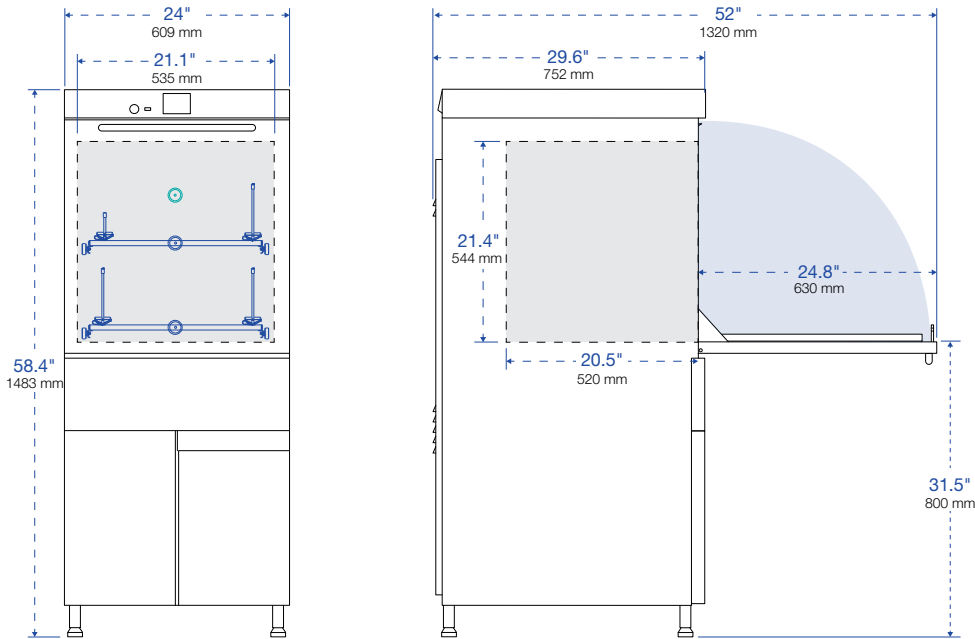 24"
609 mm
21.1"
535 mm
58.4"
1483 mm
52"
1320 mm
29.6"
752 mm
21.4"
544 mm
24.8"
630 mm
20.5"
520 mm
31.5"
800 mm